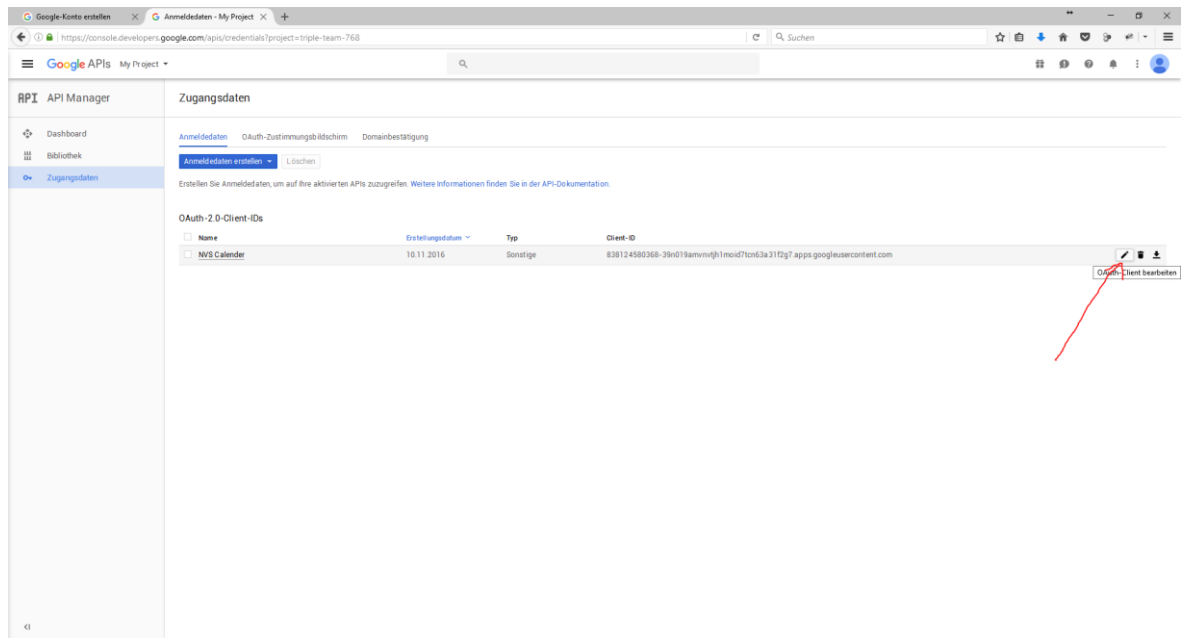 Google-Konto erstellen
Anmeldedaten - My Project
https://console.developers.google.com/apis/credentials?project=triple-team-768
Suchen
Google APIs My Project
API API Manager
Zugangsdaten
Dashboard
Bibliothek
Zugangsdaten
Anmeldedaten OAuth-Zustimmungsbildschirm Domainbestätigung
Anmeldedaten erstellen Löschen
Erstellen Sie Anmeldedaten, um auf Ihre aktivierten APIs zuzugreifen. Weitere Informationen finden Sie in der API-Dokumentation.
OAuth-2.0-Client-IDs
Name Erstellungsdatum Typ Client-ID
NVS Calender 10.11.2016 Sonstige 838124580368-39n019amvnvtjh1moid7tcn63a31f2g7.apps.googleusercontent.com
OAuth-Client bearbeiten